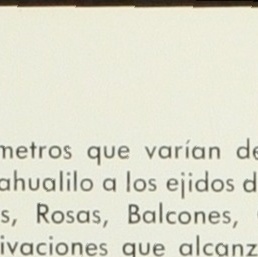 metros que varían de
ahualilo a los ejidos d
s, Rosas, Balcones,
ivaciones que alcanz